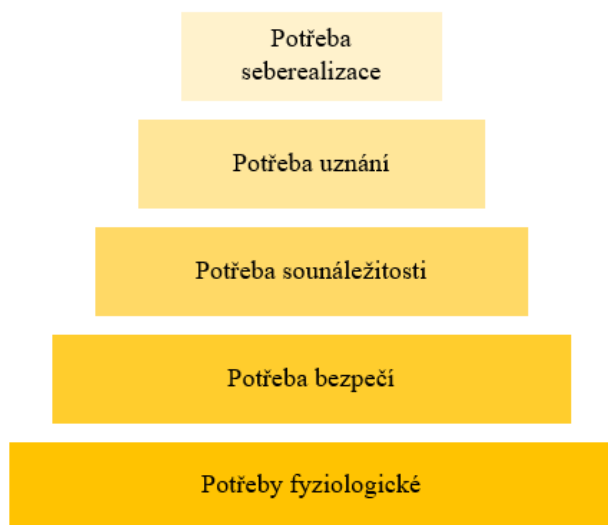 Potřeba
seberealizace
Potřeba uznání
Potřeba sounáležitosti
Potřeba bezpečí
Potřeby fyziologické